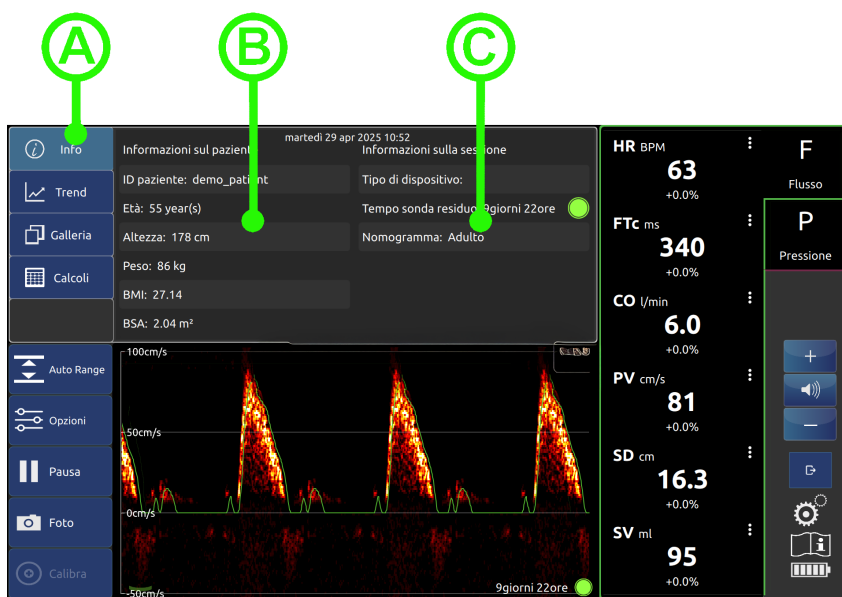 A
B
C
martedì 29 apr 2025 10:52
Info
Trend
Galleria
Calcoli
Informazioni sul paziente
ID paziente: demo_patient
Età: 55 year(s)
Altezza: 178 cm
Peso: 86 kg
BMI: 27.14
BSA: 2.04 m²
Informazioni sulla sessione
Tipo di dispositivo:
Tempo sonda residuo: 9giorni 22ore
Nomogramma: Adulto
Auto Range
Opzioni
Pausa
Foto
Calibra
100cm/s
50cm/s
0cm/s
-50cm/s
9giorni 22ore
HR BPM
63
+0.0%
FTc ms
340
+0.0%
CO l/min
6.0
+0.0%
PV cm/s
81
+0.0%
SD cm
16.3
+0.0%
SV ml
95
+0.0%
F
Flusso
P
Pressione
+
—
i